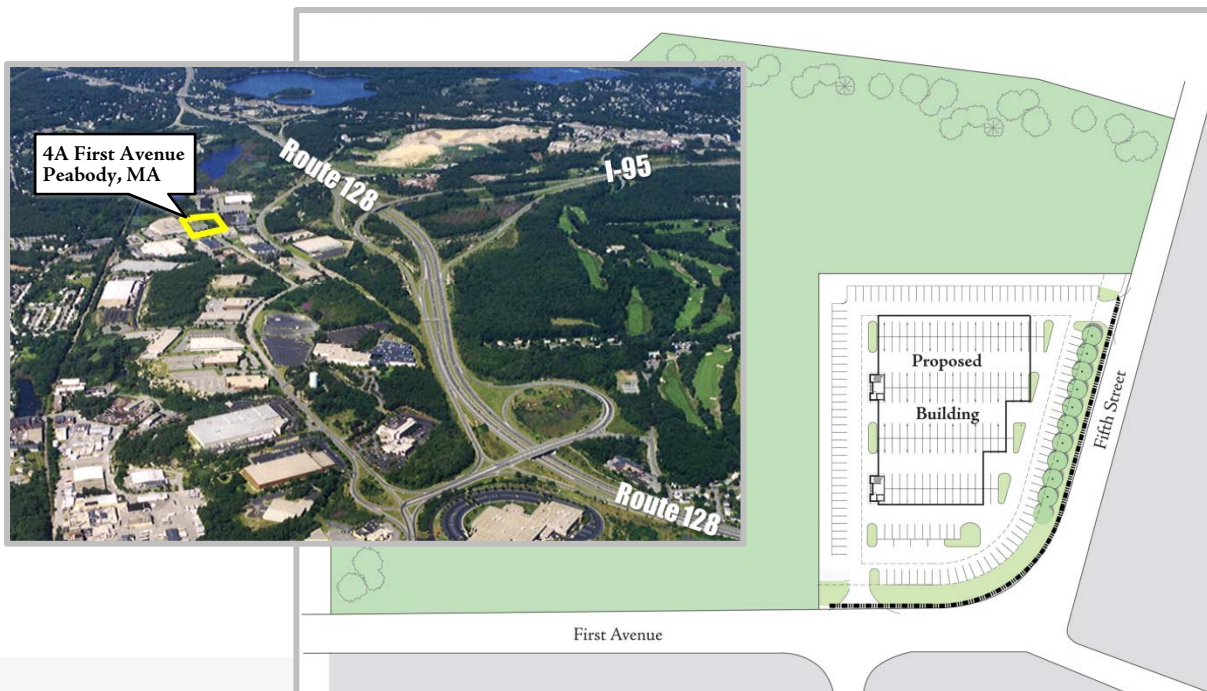 4A First Avenue
Peabody, MA
Route 128
I-95
Route 128
Proposed
Building
Fifth Street
First Avenue